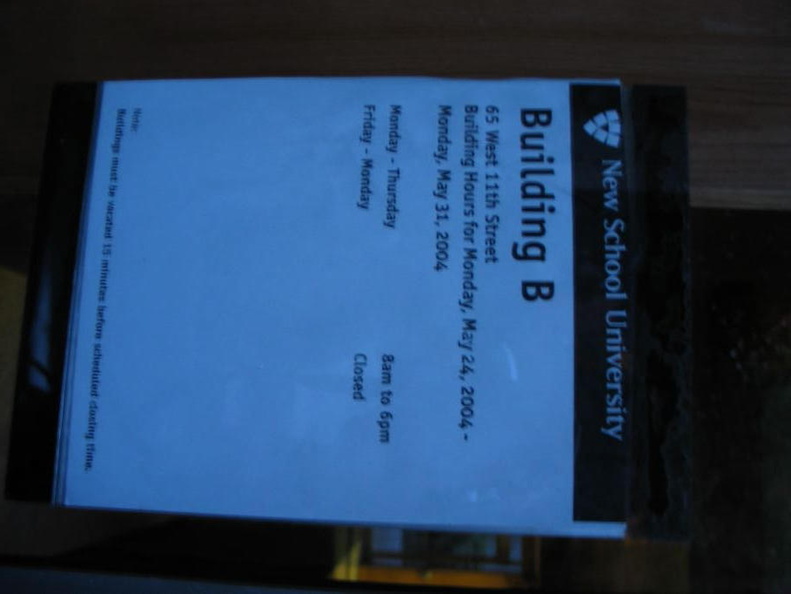 New School University
Building B
65 West 11th Street
Building Hours for Monday, May 24, 2004 -
Monday, May 31, 2004
Monday - Thursday 8am to 6pm
Friday - Monday Closed
Note:
Buildings must be vacated 15 minutes before scheduled closing time.